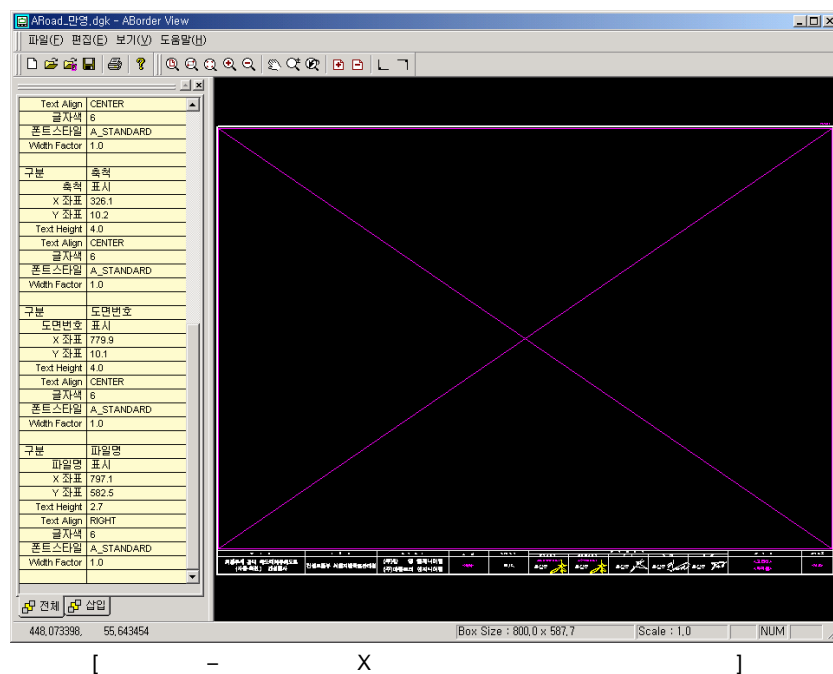 ARoad_만영.dgk - ABorder View
파일(F) 편집(E) 보기(V) 도움말(H)
Text Align CENTER
글자색 6
폰트스타일 A_STANDARD
Width Factor 1.0
구분 축척
축척 표시
X 좌표 326.1
Y 좌표 10.2
Text Height 4.0
Text Align CENTER
글자색 6
폰트스타일 A_STANDARD
Width Factor 1.0
구분 도면번호
도면번호 표시
X 좌표 779.9
Y 좌표 10.1
Text Height 4.0
Text Align CENTER
글자색 6
폰트스타일 A_STANDARD
Width Factor 1.0
구분 파일명
파일명 표시
X 좌표 797.1
Y 좌표 582.5
Text Height 2.7
Text Align RIGHT
글자색 6
폰트스타일 A_STANDARD
Width Factor 1.0
전체 삽입
448,073398, 55,643454 Box Size : 800,0 x 587,7 Scale : 1,0 NUM
[ – X ]